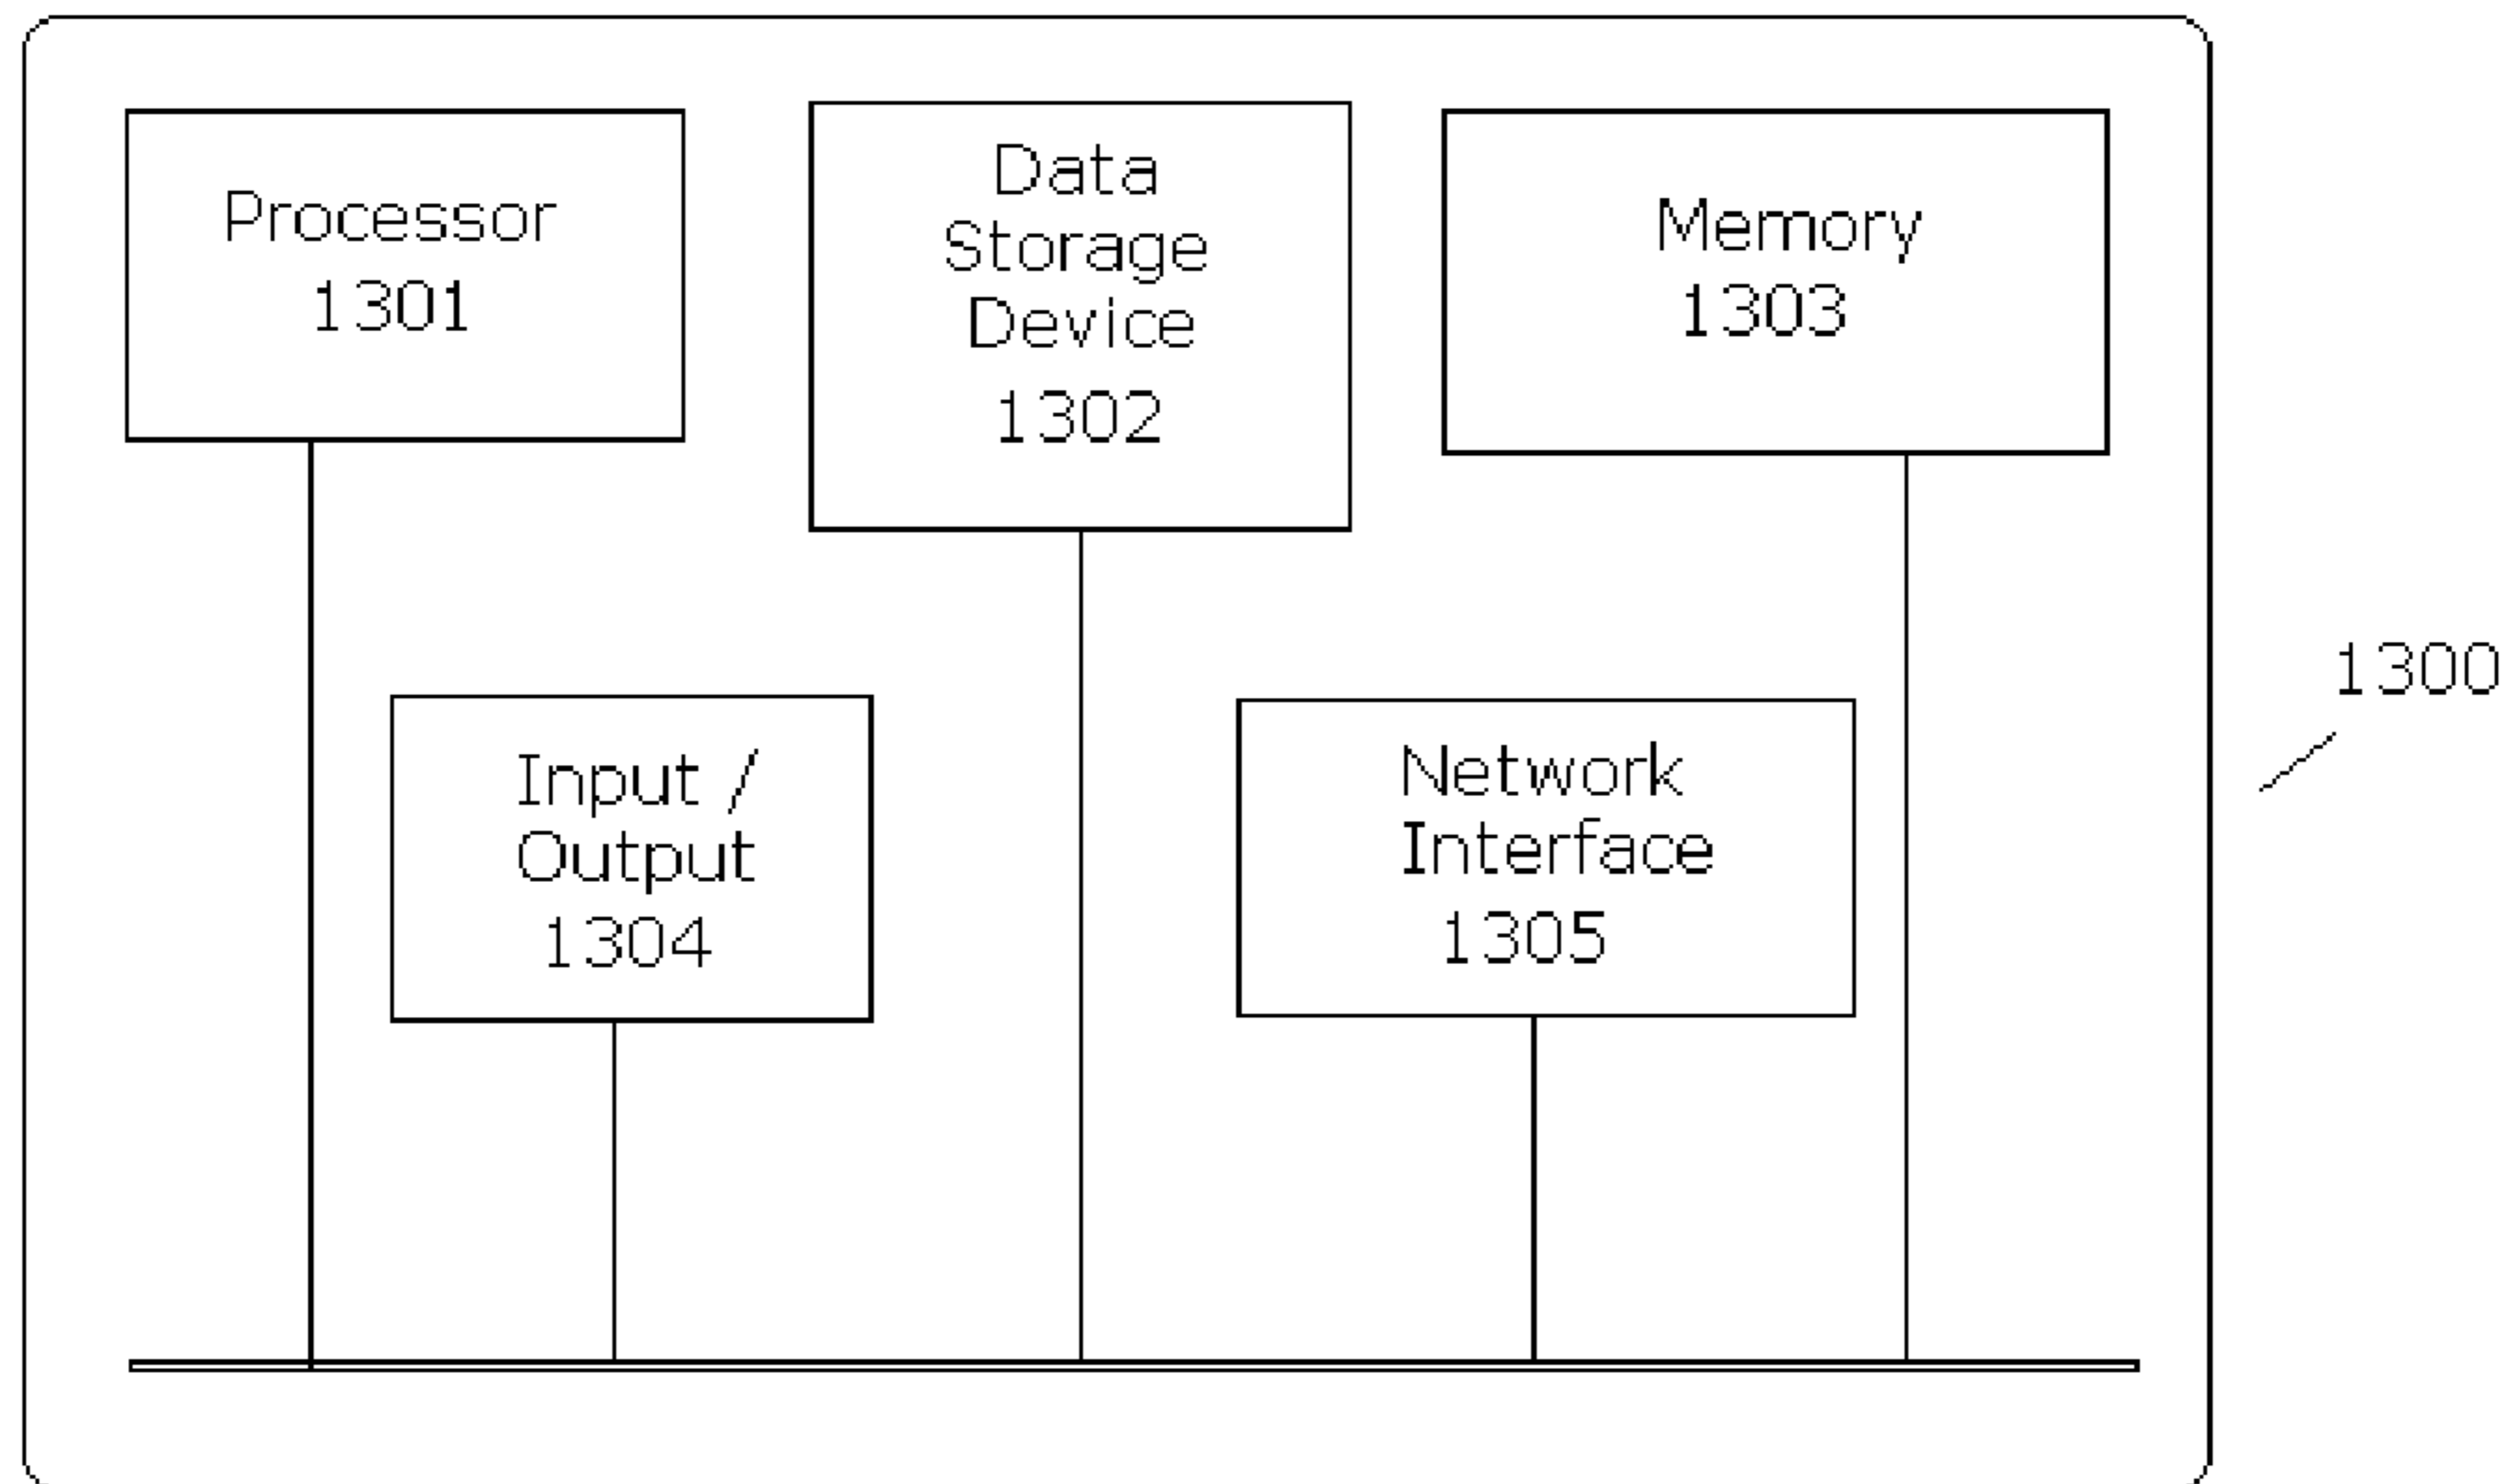 Processor
1301
Data
Storage
Device
1302
Memory
1303
1300
Input /
Output
1304
Network
Interface
1305